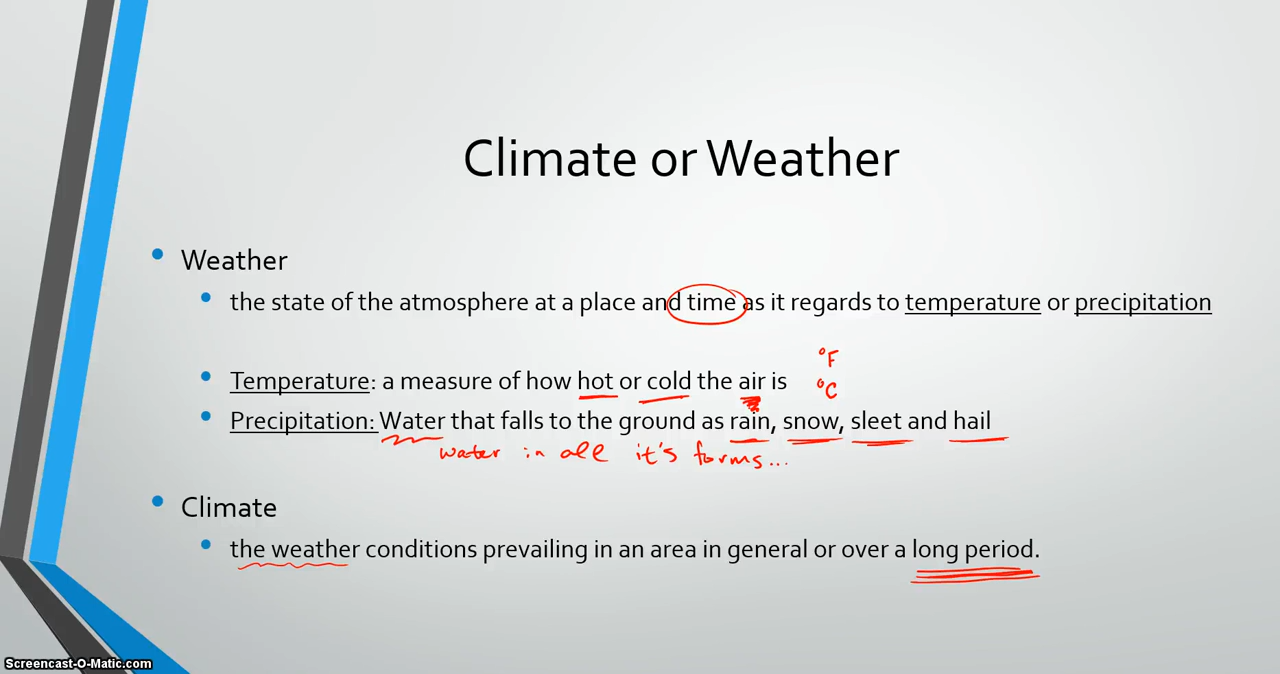 Climate or Weather
• Weather
• the state of the atmosphere at a place and time as it regards to temperature or precipitation
°F
• Temperature: a measure of how hot or cold the air is
°C
• Precipitation: Water that falls to the ground as rain, snow, sleet and hail
water in all it's forms...
• Climate
• the weather conditions prevailing in an area in general or over a long period.
Screencast-O-Matic.com